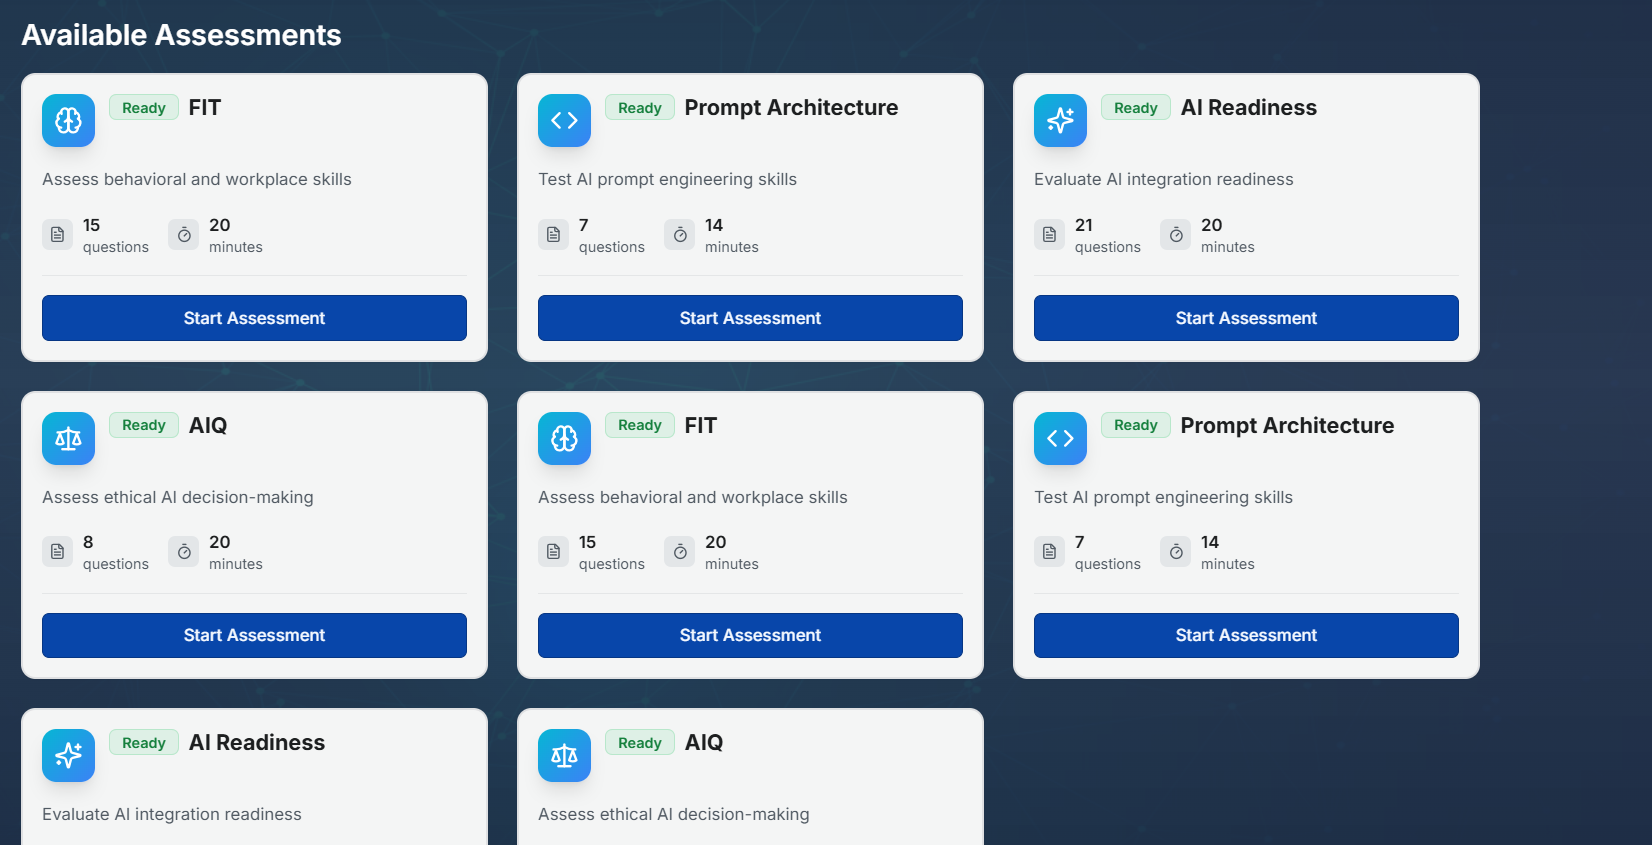 Available Assessments
Ready FIT
Assess behavioral and workplace skills
15 questions
20 minutes
Start Assessment
Ready Prompt Architecture
Test AI prompt engineering skills
7 questions
14 minutes
Start Assessment
Ready AI Readiness
Evaluate AI integration readiness
21 questions
20 minutes
Start Assessment
Ready AIQ
Assess ethical AI decision-making
8 questions
20 minutes
Start Assessment
Ready FIT
Assess behavioral and workplace skills
15 questions
20 minutes
Start Assessment
Ready Prompt Architecture
Test AI prompt engineering skills
7 questions
14 minutes
Start Assessment
Ready AI Readiness
Evaluate AI integration readiness
Ready AIQ
Assess ethical AI decision-making